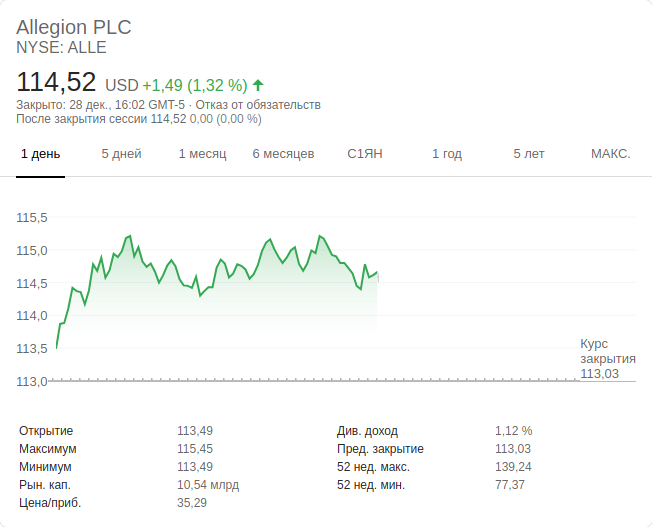 Allegion PLC
NYSE: ALLE
114,52 USD +1,49 (1,32 %)
Закрыто: 28 дек., 16:02 GMT-5 · Отказ от обязательств
После закрытия сессии 114,52 0,00 (0,00 %)
1 день 5 дней 1 месяц 6 месяцев С1ЯН 1 год 5 лет МАКС.
115,5
115,0
114,5
114,0
113,5
113,0
Курс
закрытия
113,03
Открытие 113,49 Див. доход 1,12 %
Максимум 115,45 Пред. закрытие 113,03
Минимум 113,49 52 нед. макс. 139,24
Рын. кап. 10,54 млрд 52 нед. мин. 77,37
Цена/приб. 35,29